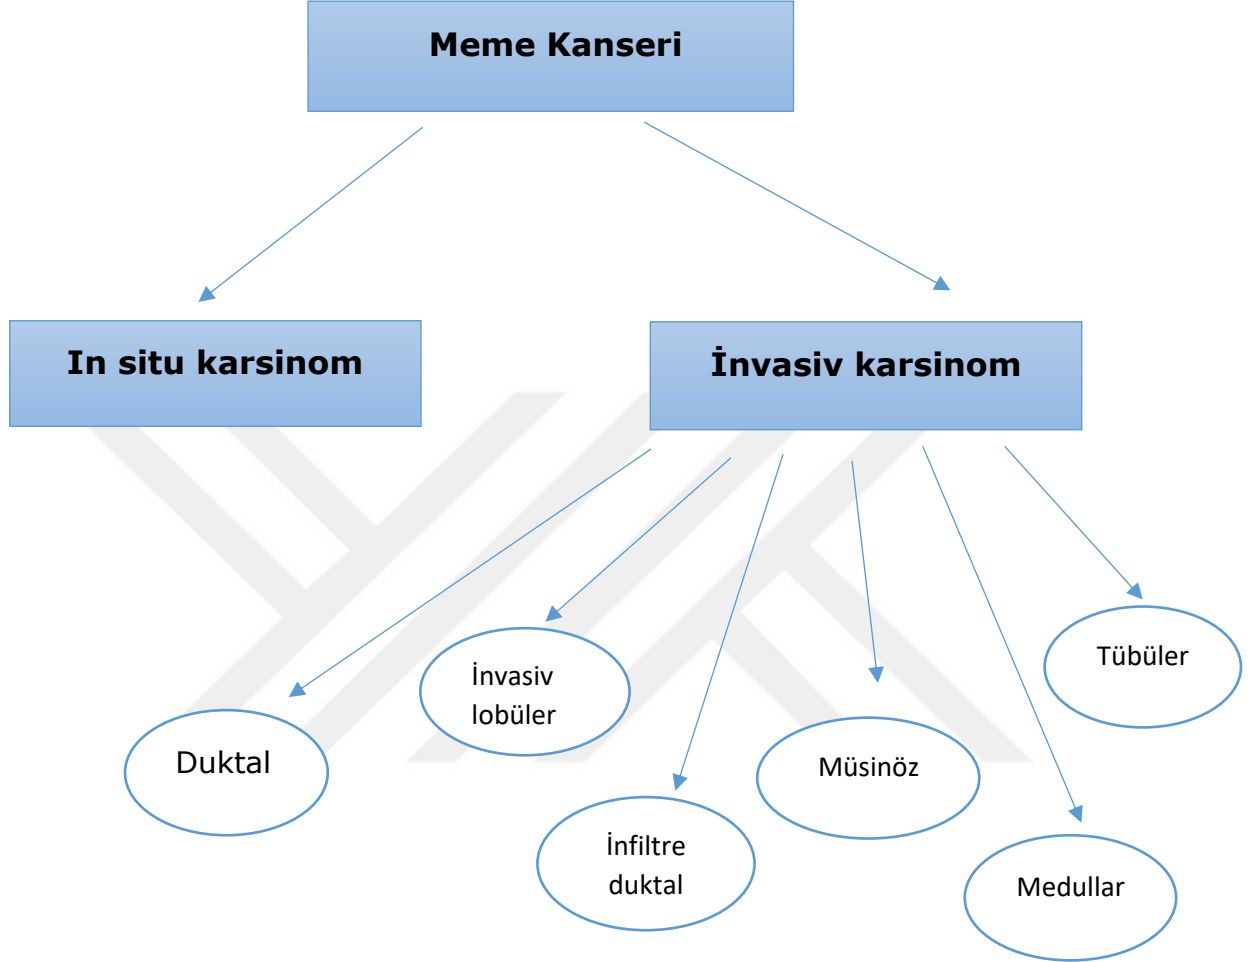 Meme Kanseri
In situ karsinom
İnvasiv karsinom
Duktal
İnvasiv
lobüler
İnfiltre
duktal
Müsinöz
Medullar
Tübüler